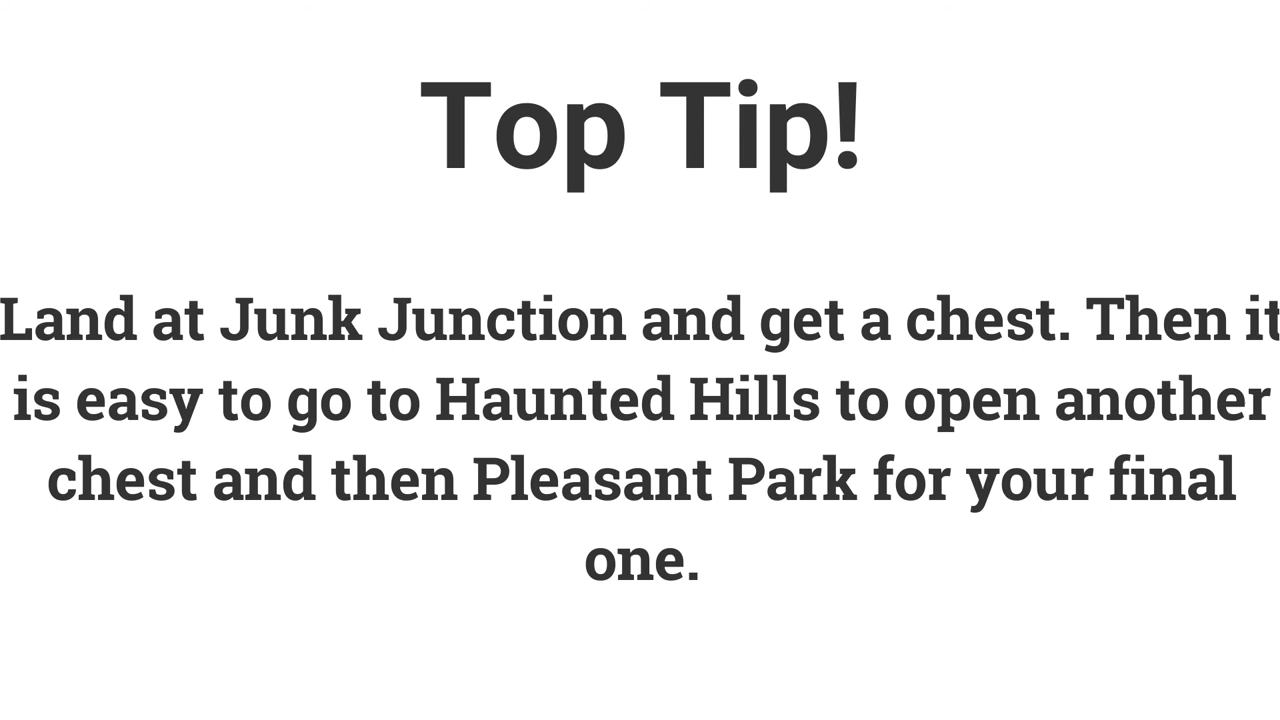 Top Tip!
Land at Junk Junction and get a chest. Then it
is easy to go to Haunted Hills to open another
chest and then Pleasant Park for your final
one.